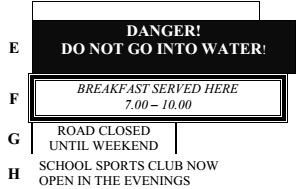 E
DANGER!
DO NOT GO INTO WATER!
F
BREAKFAST SERVED HERE
7.00 – 10.00
G
ROAD CLOSED
UNTIL WEEKEND
H
SCHOOL SPORTS CLUB NOW
OPEN IN THE EVENINGS